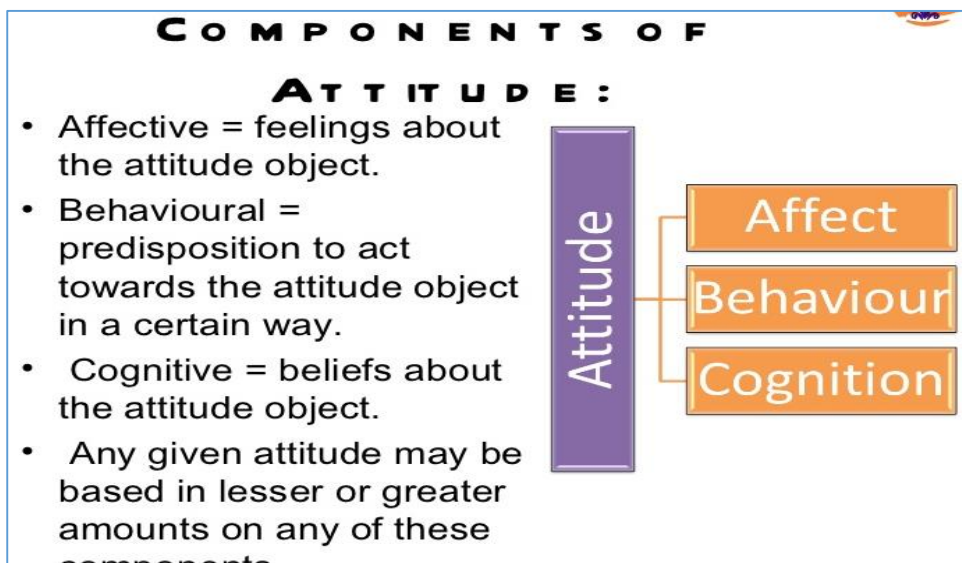 COMPONENTS OF
ATTITUDE:
• Affective = feelings about
the attitude object.
• Behavioural =
predisposition to act
towards the attitude object
in a certain way.
• Cognitive = beliefs about
the attitude object.
• Any given attitude may be
based in lesser or greater
amounts on any of these
components
Attitude
Affect
Behaviour
Cognition